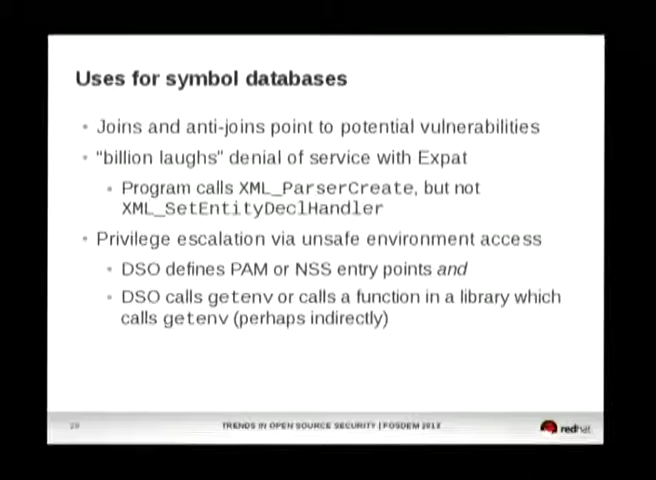 Uses for symbol databases
Joins and anti-joins point to potential vulnerabilities
"billion laughs" denial of service with Expat
Program calls XML_ParserCreate, but not
XML_SetEntityDeclHandler
Privilege escalation via unsafe environment access
DSO defines PAM or NSS entry points and
DSO calls getenv or calls a function in a library which
calls getenv (perhaps indirectly)
TRENDS IN OPEN SOURCE SECURITY | FOSDEM
redhat